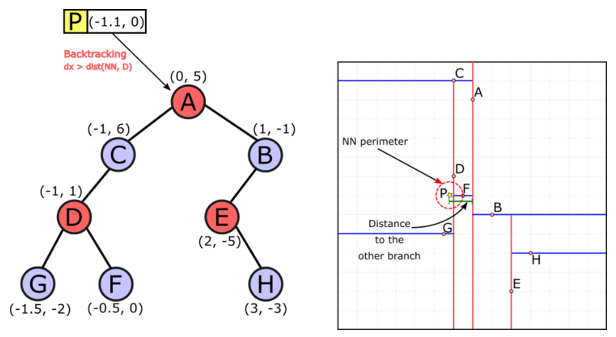 P (-1.1, 0)
Backtracking
dx > dist(NN, D)
(0, 5)
A
(-1, 6)
C
(1, -1)
B
(-1, 1)
D
E
(2, -5)
G
(-1.5, -2)
F
(-0.5, 0)
H
(3, -3)
C
A
NN perimeter
D
P
F
B
Distance
to the
other branch
G
H
E